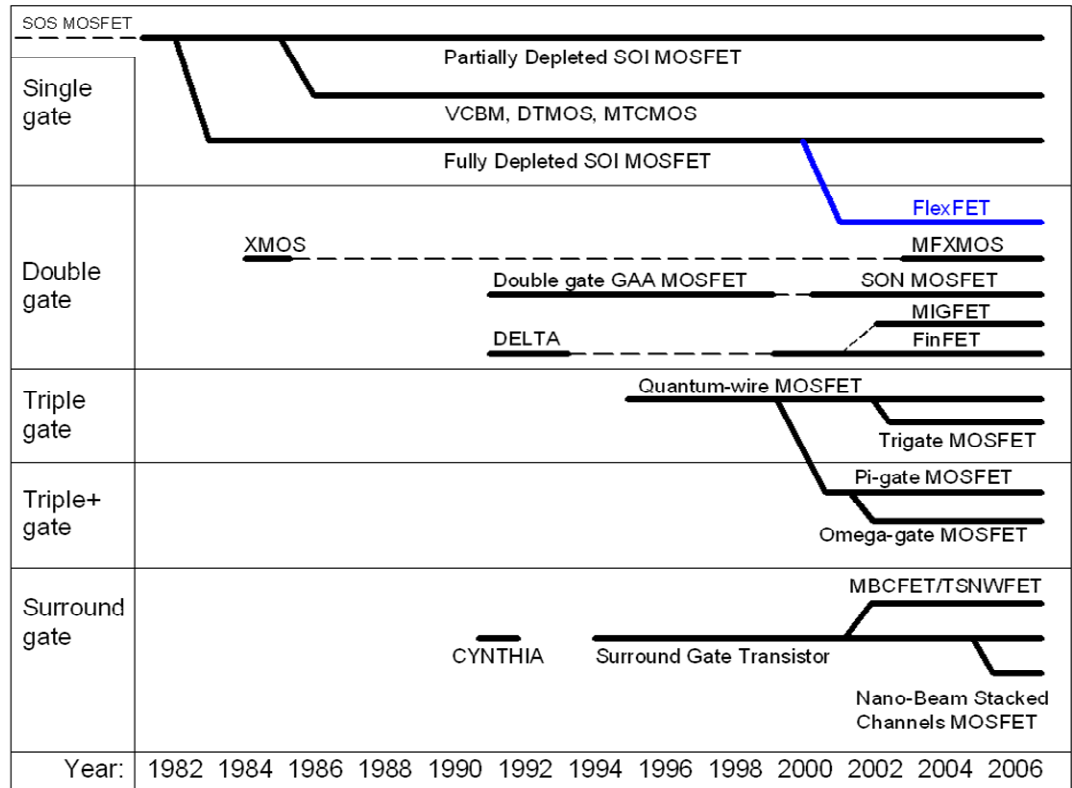 SOS MOSFET
Partially Depleted SOI MOSFET
Single
gate
VCBM, DTMOS, MTCMOS
Fully Depleted SOI MOSFET
FlexFET
XMOS
MFXMOS
Double
gate
Double gate GAA MOSFET
SON MOSFET
MIGFET
DELTA
FinFET
Quantum-wire MOSFET
Triple
gate
Trigate MOSFET
Pi-gate MOSFET
Triple+
gate
Omega-gate MOSFET
MBCFET/TSNWFET
Surround
gate
CYNTHIA
Surround Gate Transistor
Nano-Beam Stacked
Channels MOSFET
Year: 1982 1984 1986 1988 1990 1992 1994 1996 1998 2000 2002 2004 2006